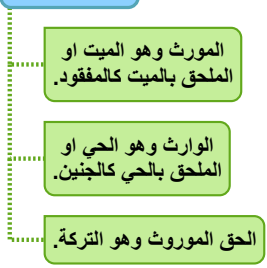 المورث وهو الميت او
الملحق بالميت كالمفقود.
الوارث وهو الحي او
الملحق بالحي كالجنين.
الحق الموروث وهو التركة.